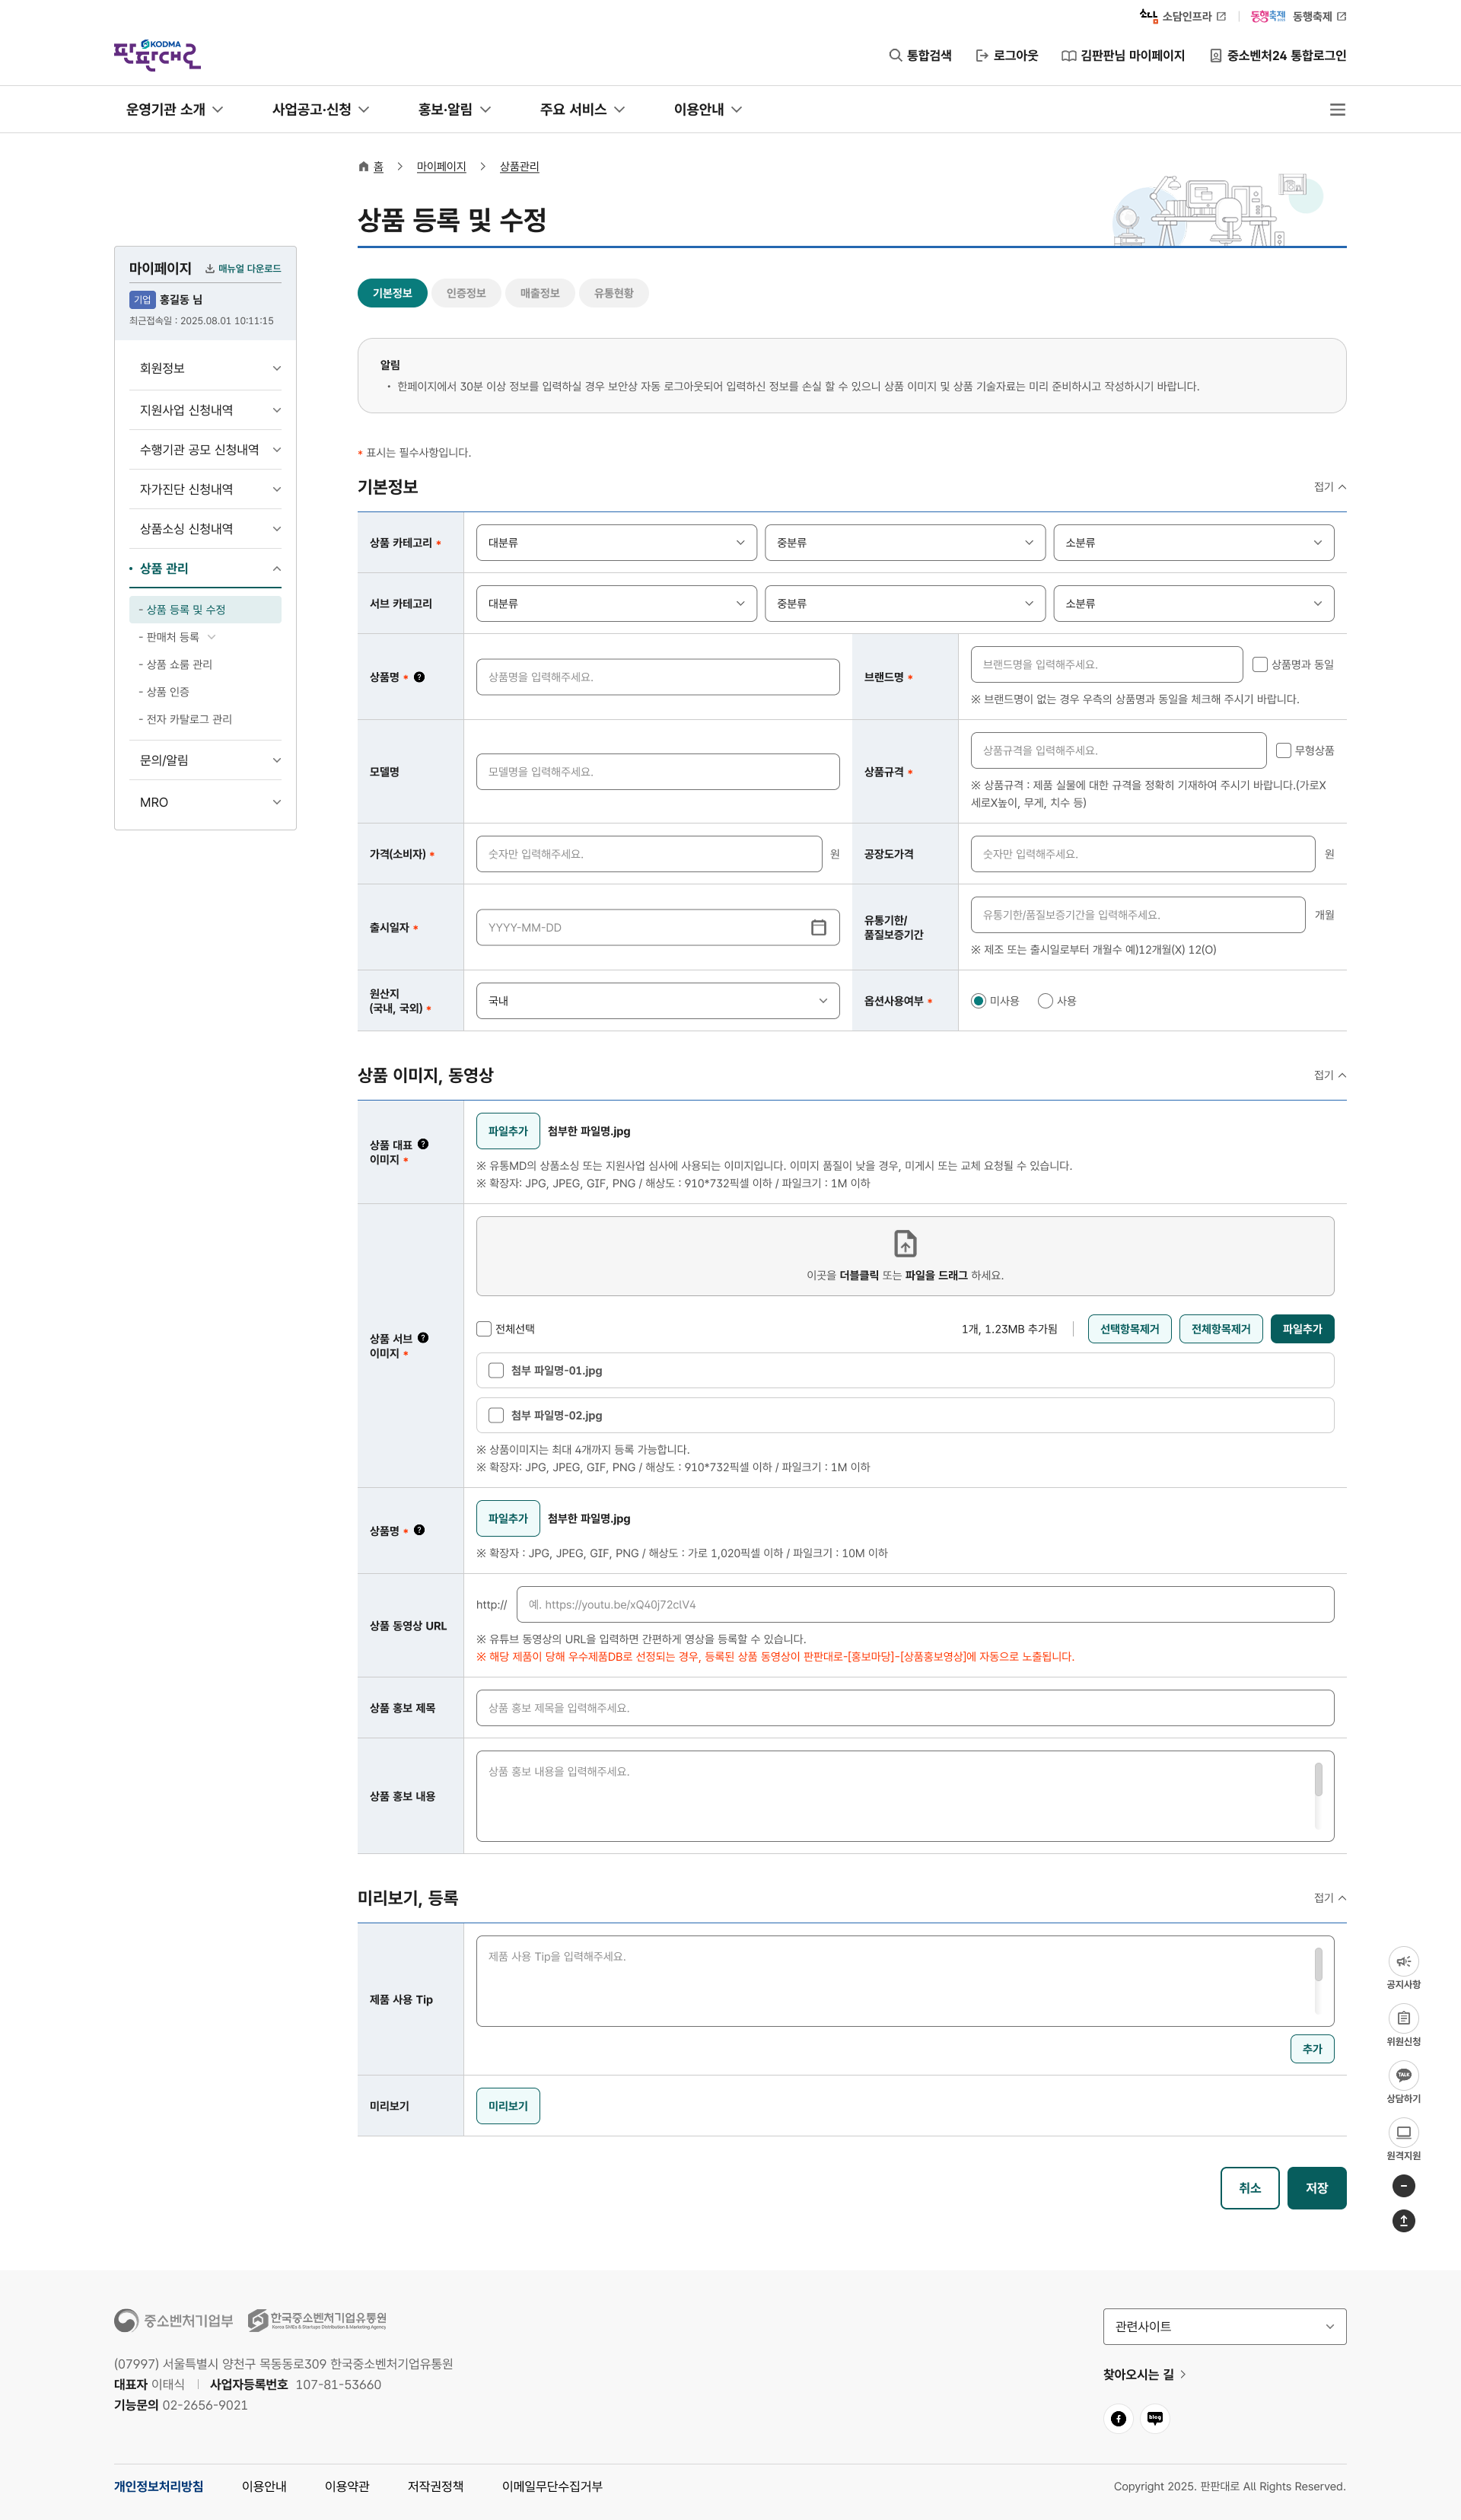 소담인프라
동행축제 동행축제
KODMA
판판대로
통합검색
로그아웃
김판판님 마이페이지
중소벤처24 통합로그인
운영기관 소개
사업공고·신청
홍보·알림
주요 서비스
이용안내
홈
마이페이지
상품관리
상품 등록 및 수정
마이페이지
매뉴얼 다운로드
기업 홍길동 님
최근접속일 : 2025.08.01 10:11:15
회원정보
지원사업 신청내역
수행기관 공모 신청내역
자가진단 신청내역
상품소싱 신청내역
상품 관리
- 상품 등록 및 수정
- 판매처 등록
- 상품 쇼룸 관리
- 상품 인증
- 전자 카탈로그 관리
문의/알림
MRO
기본정보
인증정보
매출정보
유통현황
알림
• 한페이지에서 30분 이상 정보를 입력하실 경우 보안상 자동 로그아웃되어 입력하신 정보를 손실 할 수 있으니 상품 이미지 및 상품 기술자료는 미리 준비하시고 작성하시기 바랍니다.
* 표시는 필수사항입니다.
기본정보
접기
상품 카테고리 *
대분류
중분류
소분류
서브 카테고리
대분류
중분류
소분류
상품명 * ?
상품명을 입력해주세요.
브랜드명 *
브랜드명을 입력해주세요.
상품명과 동일
※ 브랜드명이 없는 경우 우측의 상품명과 동일을 체크해 주시기 바랍니다.
모델명
모델명을 입력해주세요.
상품규격 *
상품규격을 입력해주세요.
무형상품
※ 상품규격 : 제품 실물에 대한 규격을 정확히 기재하여 주시기 바랍니다.(가로X
세로X높이, 무게, 치수 등)
가격(소비자) *
숫자만 입력해주세요.
원
공장도가격
숫자만 입력해주세요.
원
출시일자 *
YYYY-MM-DD
유통기한/
품질보증기간
유통기한/품질보증기간을 입력해주세요.
개월
※ 제조 또는 출시일로부터 개월수 예)12개월(X) 12(O)
원산지
(국내, 국외) *
국내
옵션사용여부 *
미사용
사용
상품 이미지, 동영상
접기
상품 대표 ?
이미지 *
파일추가
첨부한 파일명.jpg
※ 유통MD의 상품소싱 또는 지원사업 심사에 사용되는 이미지입니다. 이미지 품질이 낮을 경우, 미게시 또는 교체 요청될 수 있습니다.
※ 확장자: JPG, JPEG, GIF, PNG / 해상도 : 910*732픽셀 이하 / 파일크기 : 1M 이하
상품 서브 ?
이미지 *
이곳을 더블클릭 또는 파일을 드래그 하세요.
전체선택
1개, 1.23MB 추가됨
선택항목제거
전체항목제거
파일추가
첨부 파일명-01.jpg
첨부 파일명-02.jpg
※ 상품이미지는 최대 4개까지 등록 가능합니다.
※ 확장자: JPG, JPEG, GIF, PNG / 해상도 : 910*732픽셀 이하 / 파일크기 : 1M 이하
상품명 * ?
파일추가
첨부한 파일명.jpg
※ 확장자 : JPG, JPEG, GIF, PNG / 해상도 : 가로 1,020픽셀 이하 / 파일크기 : 10M 이하
상품 동영상 URL
http://
예. https://youtu.be/xQ40j72clV4
※ 유튜브 동영상의 URL을 입력하면 간편하게 영상을 등록할 수 있습니다.
※ 해당 제품이 당해 우수제품DB로 선정되는 경우, 등록된 상품 동영상이 판판대로-[홍보마당]-[상품홍보영상]에 자동으로 노출됩니다.
상품 홍보 제목
상품 홍보 제목을 입력해주세요.
상품 홍보 내용
상품 홍보 내용을 입력해주세요.
미리보기, 등록
접기
제품 사용 Tip
제품 사용 Tip을 입력해주세요.
추가
미리보기
미리보기
취소
저장
공지사항
위원신청
TALK
상담하기
원격지원
중소벤처기업부
한국중소벤처기업유통원
Korea SMEs & Startups Distribution & Marketing Agency
(07997) 서울특별시 양천구 목동동로309 한국중소벤처기업유통원
대표자 이태식 | 사업자등록번호 107-81-53660
기능문의 02-2656-9021
관련사이트
찾아오시는 길
blog
개인정보처리방침
이용안내
이용약관
저작권정책
이메일무단수집거부
Copyright 2025. 판판대로 All Rights Reserved.